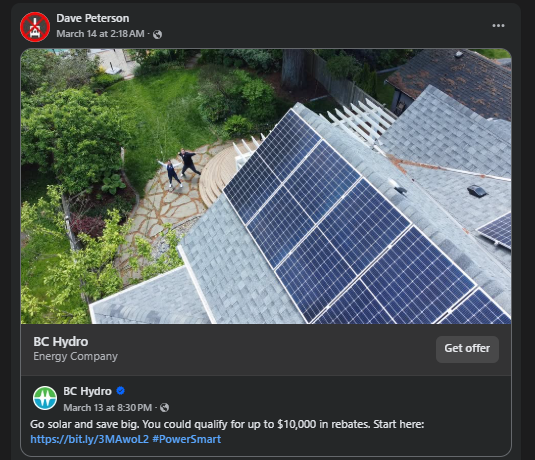 Dave Peterson
March 14 at 2:18 AM ·
BC Hydro
Energy Company
Get offer
BC Hydro
March 13 at 8:30 PM ·
Go solar and save big. You could qualify for up to $10,000 in rebates. Start here:
https://bit.ly/3MAwoL2 #PowerSmart